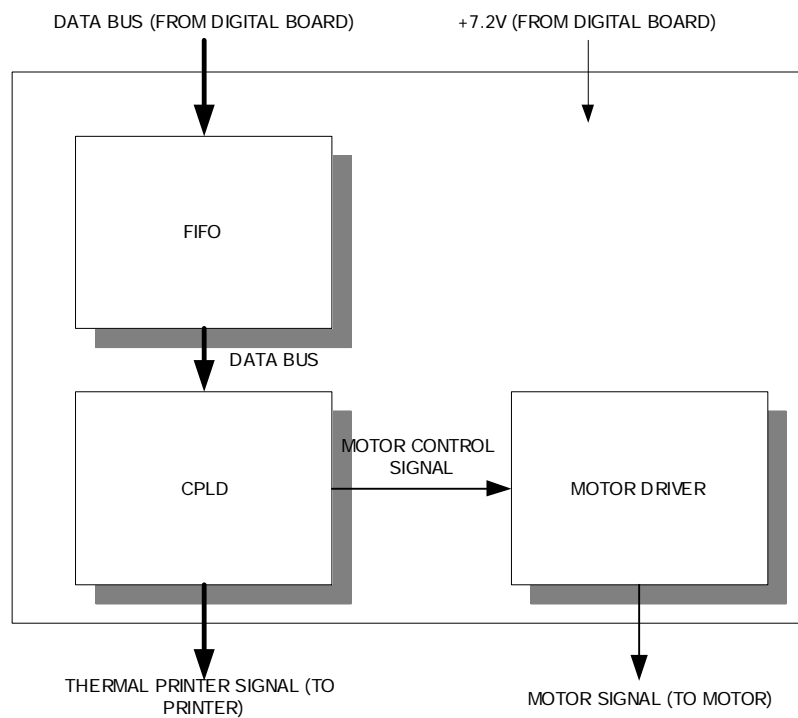 DATA BUS (FROM DIGITAL BOARD)
+7.2V (FROM DIGITAL BOARD)
FIFO
DATA BUS
MOTOR CONTROL
SIGNAL
CPLD
MOTOR DRIVER
THERMAL PRINTER SIGNAL (TO
PRINTER)
MOTOR SIGNAL (TO MOTOR)